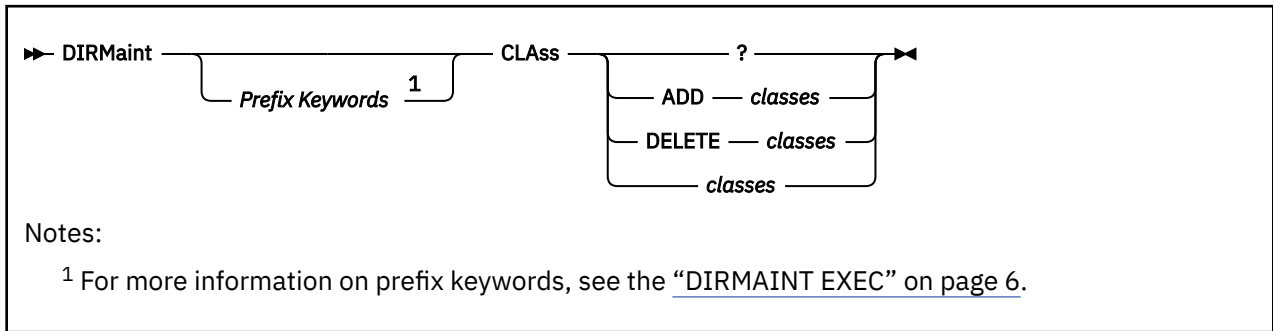 DIRMaint CLAss ?
Prefix Keywords 1
ADD classes
DELETE classes
classes
Notes:
1 For more information on prefix keywords, see the “DIRMAINT EXEC” on page 6.